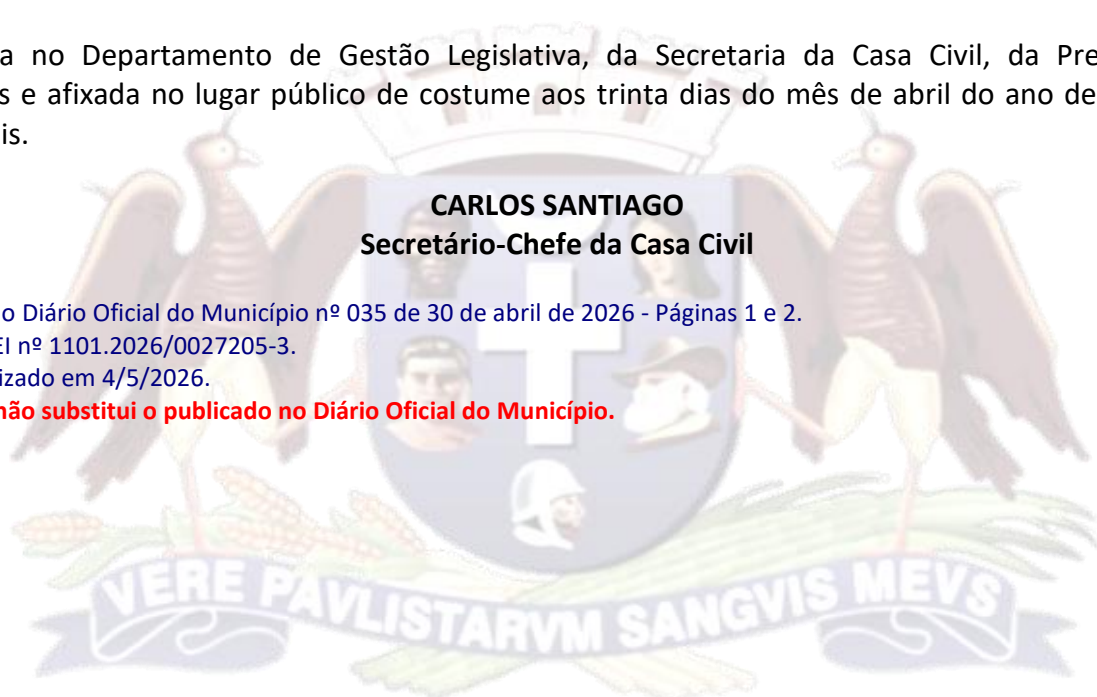 a no Departamento de Gestão Legislativa, da Secretaria da Casa Civil, da Pre
s e afixada no lugar público de costume aos trinta dias do mês de abril do ano de
is.
CARLOS SANTIAGO
Secretário-Chefe da Casa Civil
o Diário Oficial do Município nº 035 de 30 de abril de 2026 - Páginas 1 e 2.
EI nº 1101.2026/0027205-3.
izado em 4/5/2026.
não substitui o publicado no Diário Oficial do Município.
VERE PAVLISTARVM SANGVIS MEVS